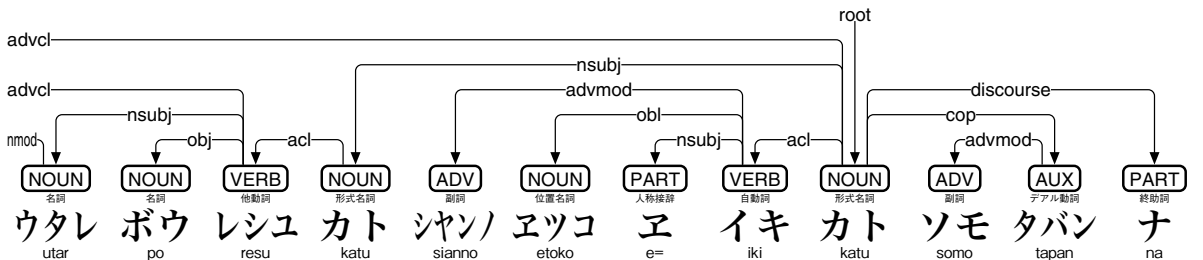 root
advcl
nsubj
advcl advmod discourse
nsubj obl cop
nmod obj acl nsubj acl advmod
NOUN NOUN VERB NOUN ADV NOUN PART VERB NOUN ADV AUX PART
名詞 名詞 他動詞 形式名詞 副詞 位置名詞 人称接辞 自動詞 形式名詞 副詞 デアル動詞 終助詞
ウタレ ボウ レシユ カト シヤンノ ヱツコ ヱ イキ カト ソモ タバン ナ
utar po resu katu sianno etoko e= iki katu somo tapan na